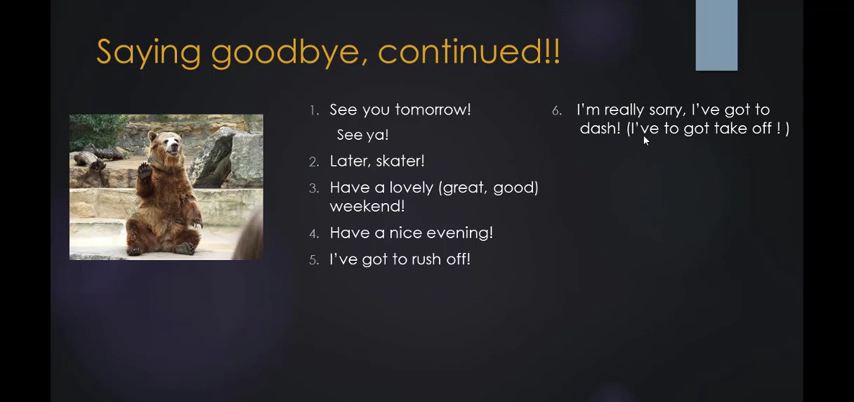 Saying goodbye, continued!!
1. See you tomorrow!
See ya!
2. Later, skater!
3. Have a lovely (great, good)
weekend!
4. Have a nice evening!
5. I've got to rush off!
6. I'm really sorry, I've got to
dash! (I've to got take off ! )